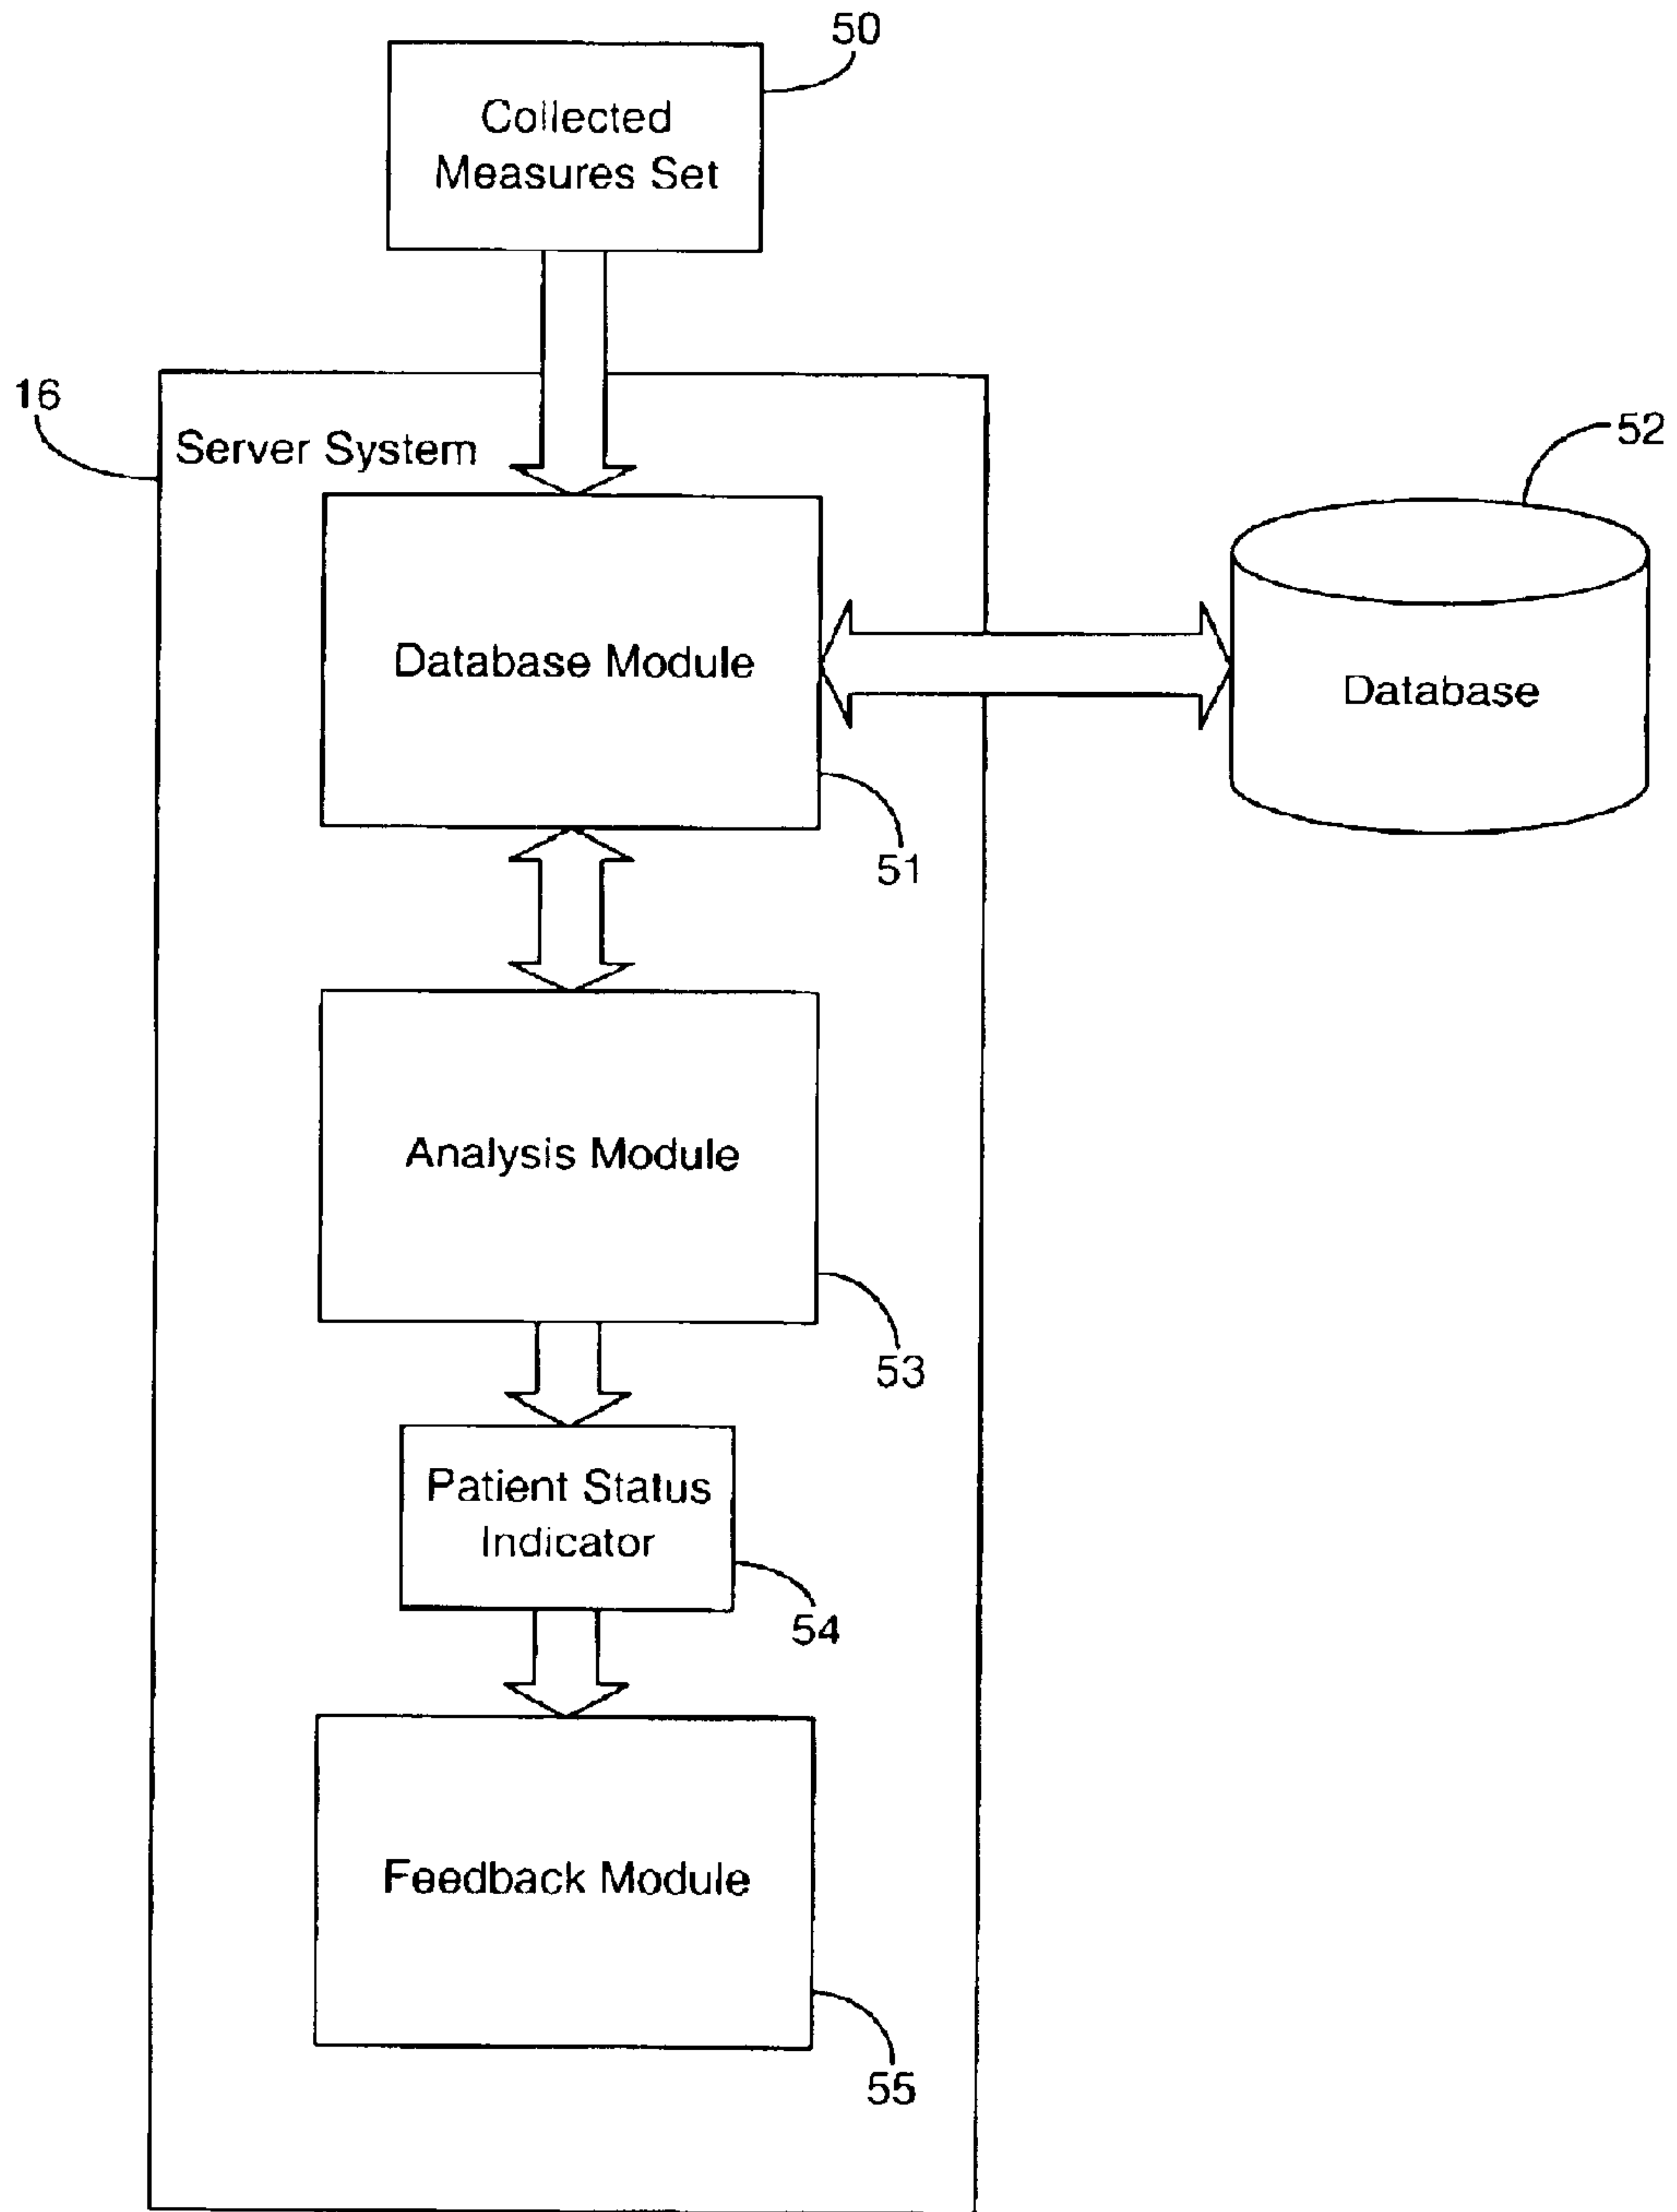 50
Collected
Measures Set
16
Server System
52
Database Module
Database
51
Analysis Module
53
Patient Status
Indicator
54
Feedback Module
55